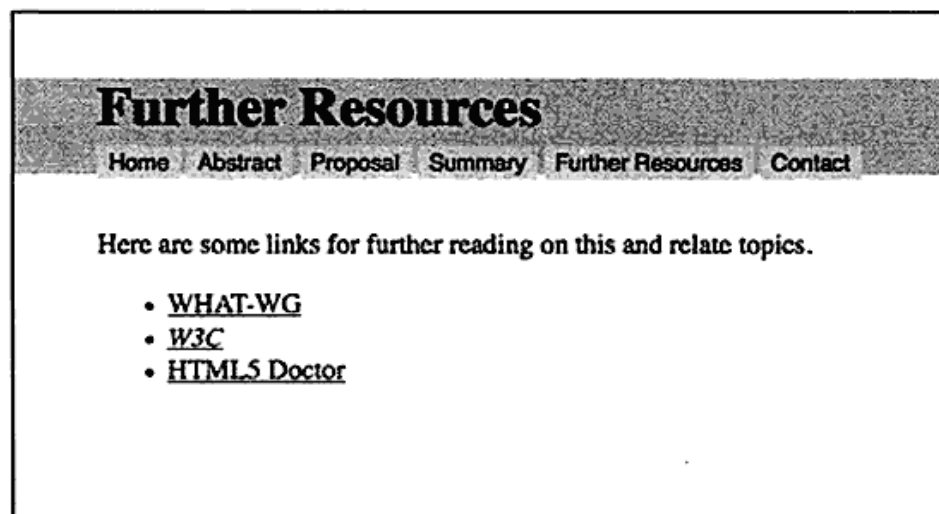 Further Resources
Home Abstract Proposal Summary Further Resources Contact
Here are some links for further reading on this and relate topics.
WHAT-WG
W3C
HTML5 Doctor